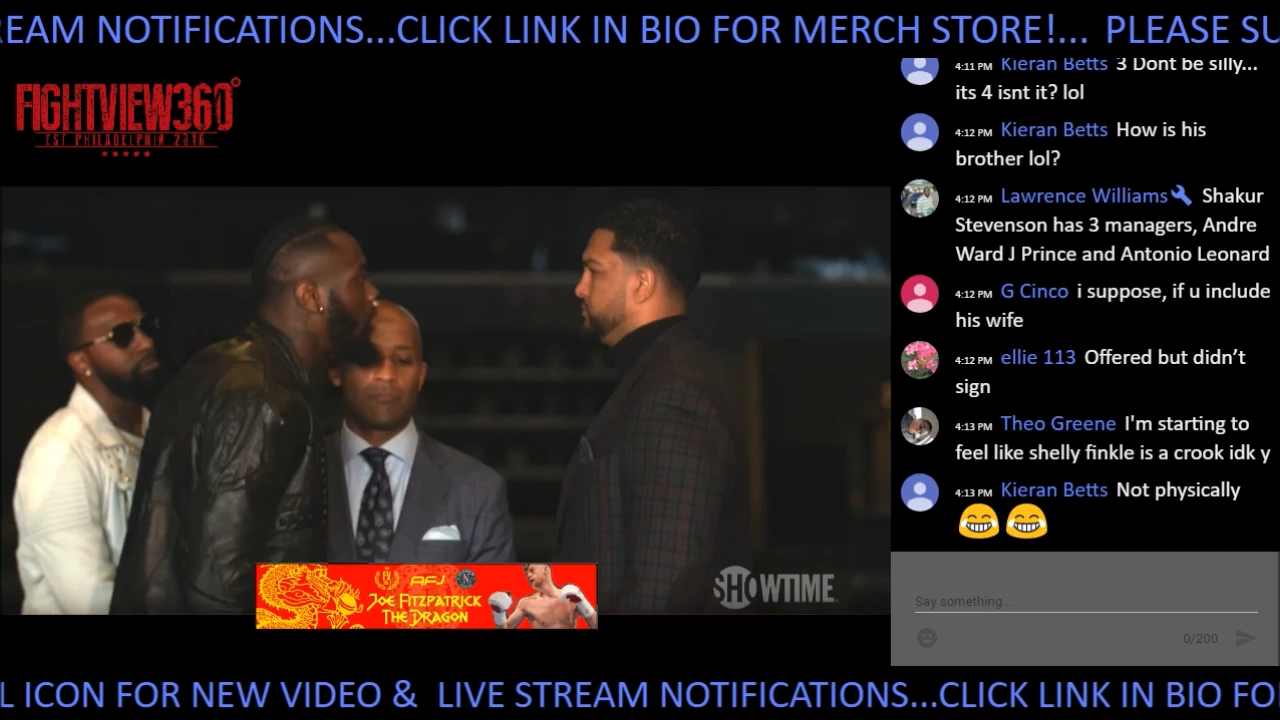 REAM NOTIFICATIONS...CLICK LINK IN BIO FOR MERCH STORE!... PLEASE SU
FIGHTVIEW360°
EST PHILADELPHIA 2016
4:11 PM Kieran Betts 3 Dont be silly...
its 4 isnt it? lol
4:12 PM Kieran Betts How is his
brother lol?
4:12 PM Lawrence Williams Shakur
Stevenson has 3 managers, Andre
Ward J Prince and Antonio Leonard
4:12 PM G Cinco i suppose, if u include
his wife
4:12 PM ellie 113 Offered but didn't
sign
4:13 PM Theo Greene I'm starting to
feel like shelly finkle is a crook idk y
4:13 PM Kieran Betts Not physically
Say something...
0/200
AFJ
JOE FITZPATRICK
THE DRAGON
SHOWTIME
L ICON FOR NEW VIDEO & LIVE STREAM NOTIFICATIONS...CLICK LINK IN BIO FO